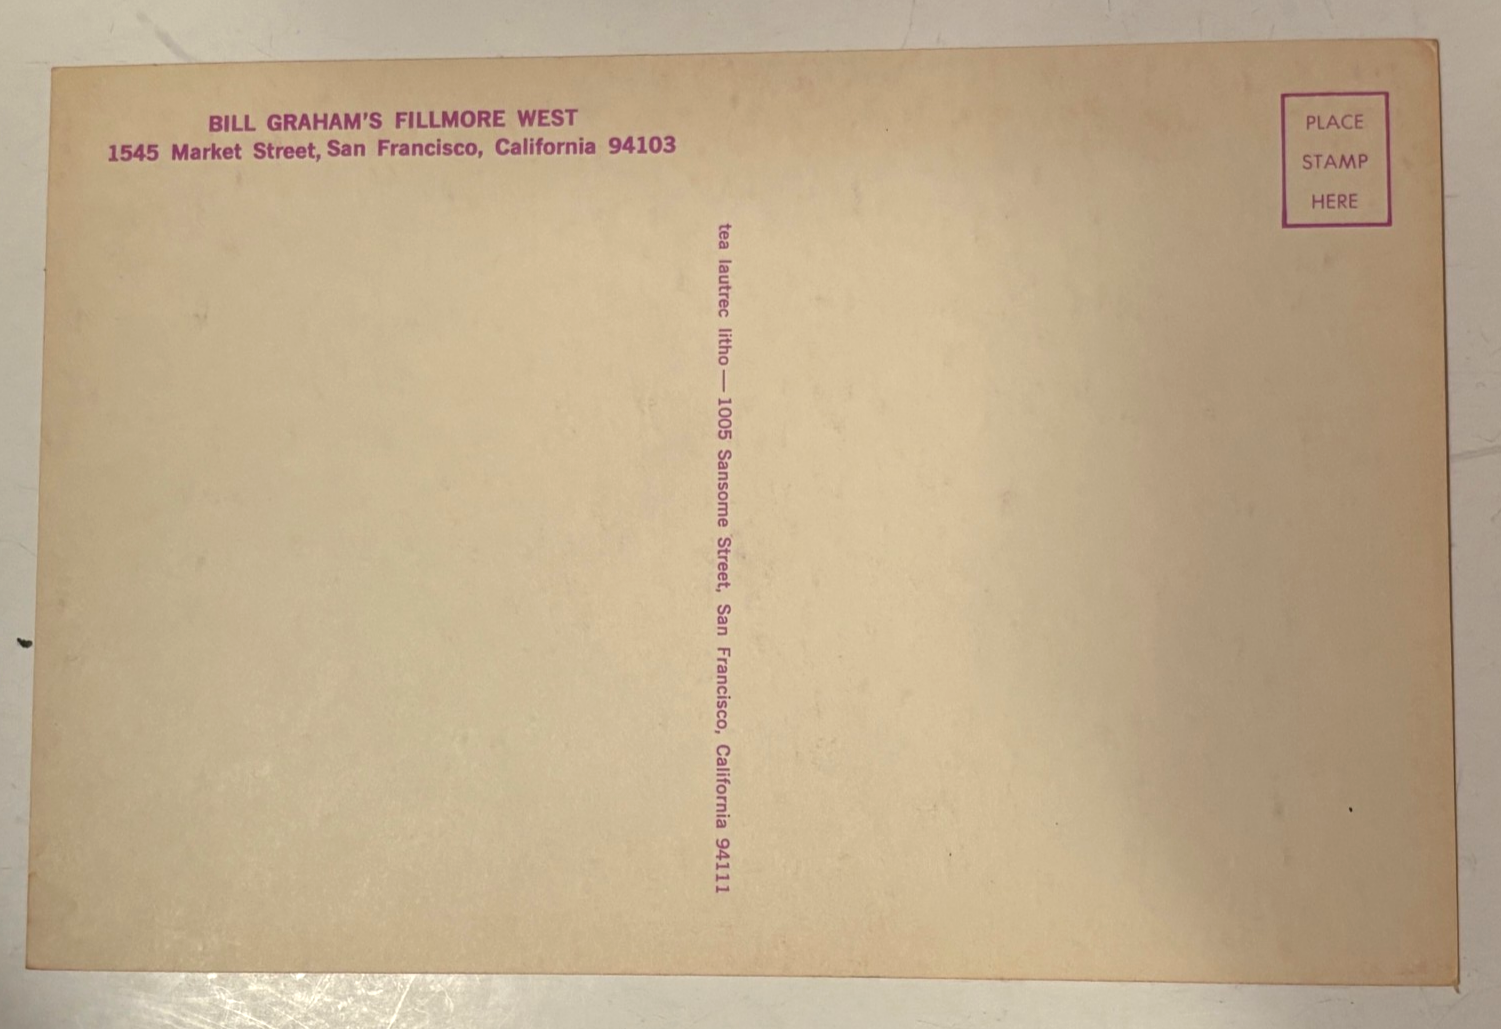 BILL GRAHAM'S FILLMORE WEST
1545 Market Street, San Francisco, California 94103
PLACE
STAMP
HERE
tea lautrec litho — 1005 Sansome Street, San Francisco, California 94111